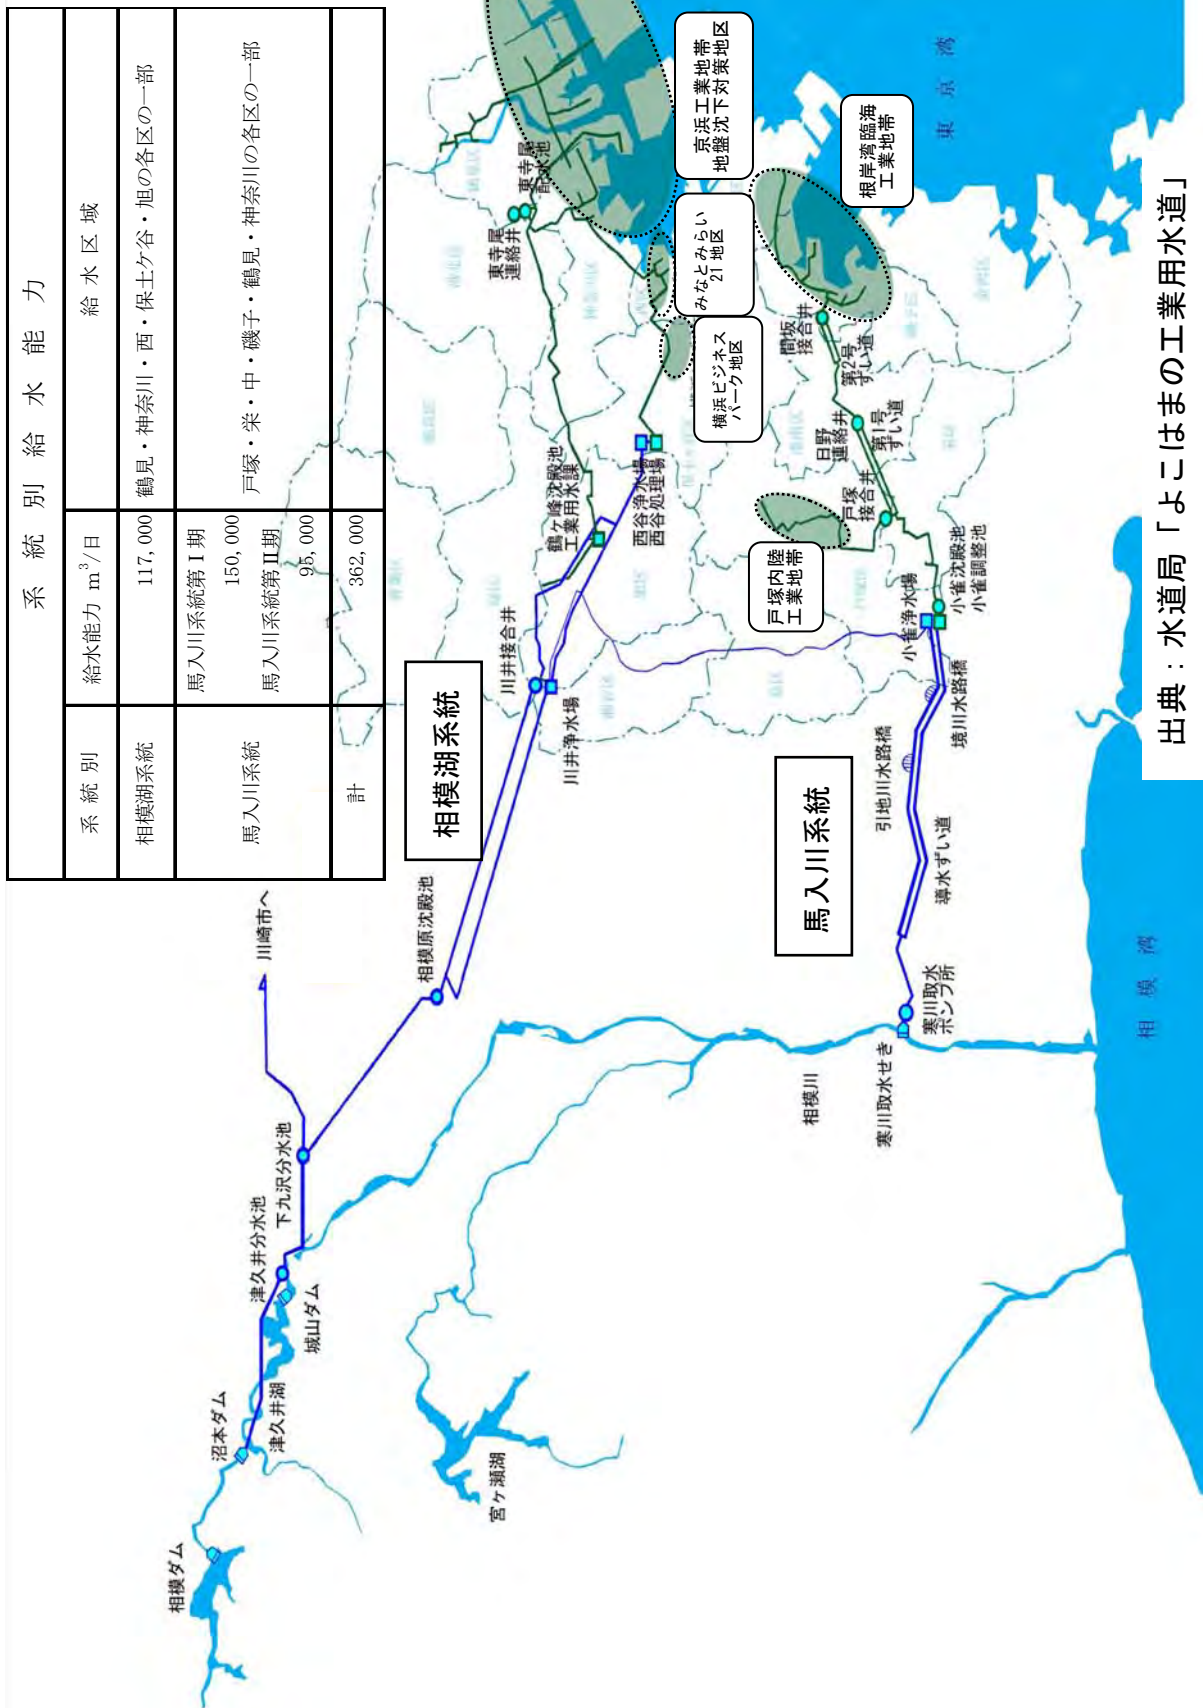 系統別給水能力
系統別
給水能力 m³/日
給水区域
相模湖系統
117,000
鶴見・神奈川・西・保土ケ谷・旭の各区の一部
馬入川系統
馬入川系統第Ⅰ期
150,000
馬入川系統第Ⅱ期
95,000
戸塚・栄・中・磯子・鶴見・神奈川の各区の一部
計
362,000
川崎市へ
相模湖系統
馬入川系統
相模ダム
沼本ダム
津久井湖
城山ダム
津久井分水池
下九沢分水池
相模原沈殿池
宮ケ瀬湖
川井接合井
川井浄水場
鶴ケ峰沈殿池
工業用水課
西谷浄水場
西谷処理場
東寺尾
連絡井
東寺尾
配水池
京浜工業地帯
地盤沈下対策地区
みなとみらい
21 地区
横浜ビジネス
パーク地区
根岸湾臨海
工業地帯
戸塚内陸
工業地帯
間坂
接合井
第2号
ずい道
日野
連絡井
第1号
ずい道
戸塚
接合井
小雀浄水場
小雀沈殿池
小雀調整池
境川水路橋
引地川水路橋
導水ずい道
寒川取水
ポンプ所
寒川取水せき
相模川
東京湾
相模湾
出典：水道局「よこはまの工業用水道」